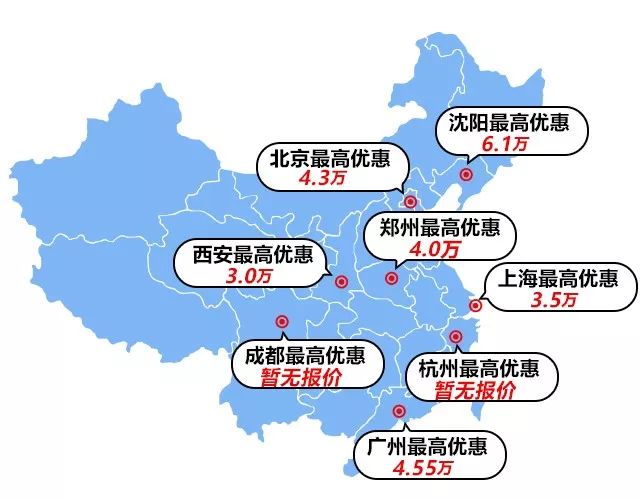 沈阳最高优惠
6.1万
北京最高优惠
4.3万
郑州最高优惠
4.0万
西安最高优惠
3.0万
上海最高优惠
3.5万
成都最高优惠
暂无报价
杭州最高优惠
暂无报价
广州最高优惠
4.55万